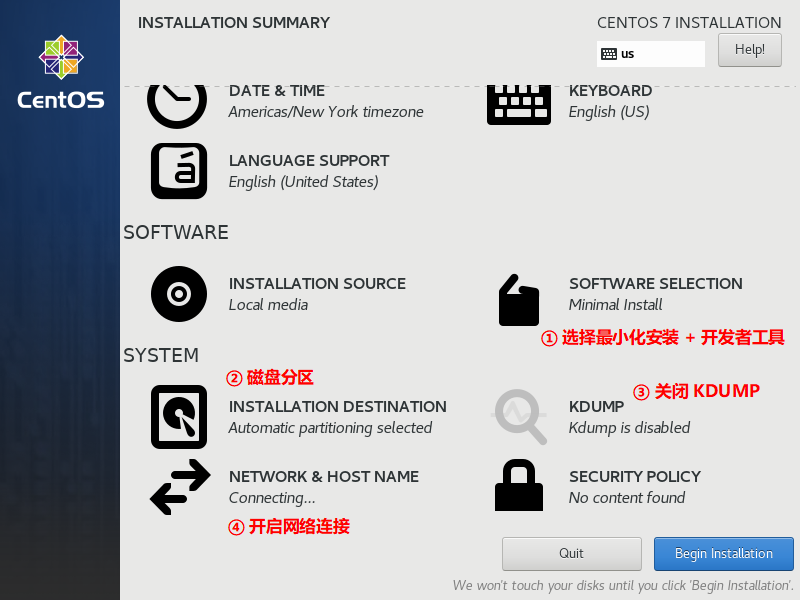 INSTALLATION SUMMARY
CENTOS 7 INSTALLATION
us
Help!
CentOS
DATE & TIME
Americas/New York timezone
KEYBOARD
English (US)
á
LANGUAGE SUPPORT
English (United States)
SOFTWARE
INSTALLATION SOURCE
Local media
SOFTWARE SELECTION
Minimal Install
① 选择最小化安装 + 开发者工具
SYSTEM
② 磁盘分区
INSTALLATION DESTINATION
Automatic partitioning selected
③ 关闭 KDUMP
KDUMP
Kdump is disabled
NETWORK & HOST NAME
Connecting...
④ 开启网络连接
SECURITY POLICY
No content found
Quit
Begin Installation
We won't touch your disks until you click 'Begin Installation'.